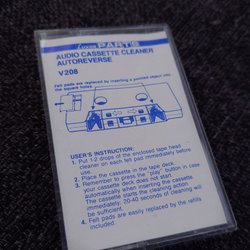 PARTS
AUDIO CASSETTE CLEANER
AUTOREVERSE
V208
Felt pads are replaced by inserting a pointed object into
the square holes
USER'S INSTRUCTION:
1. Put 1-2 drops of the enclosed tape head
cleaner on each felt pad immediately before
use.
2. Place the cassette in the tape deck.
3. Remember to press the "play" button in case
your cassette deck does not start
automatically when inserting the cassette
The cassette starts the cleaning action
immediately. 20-40 seconds of cleaning will
be sufficient.
4. Felt pads are easily replaced by the refills
included.